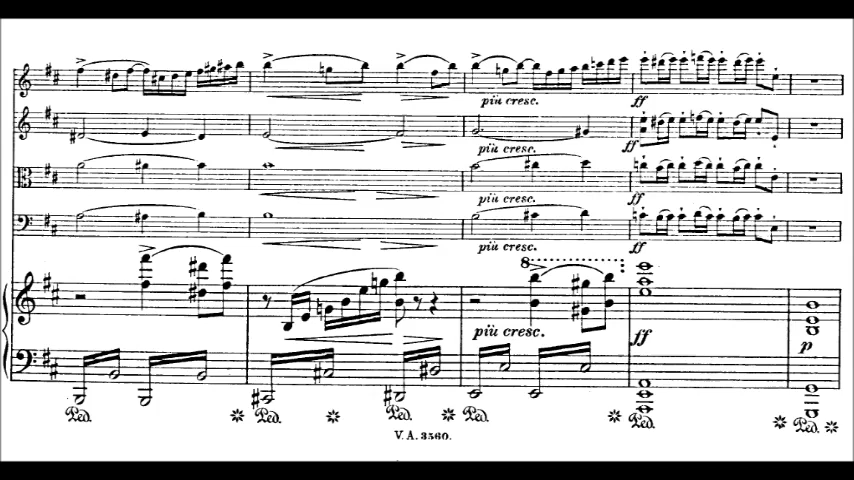 più cresc.
ff
più cresc.
ff
più cresc.
ff
più cresc.
ff
8
più cresc.
ff
p
Ped. * Ped. * Ped. * Ped. * Ped. * Ped. *
V. A. 3560.